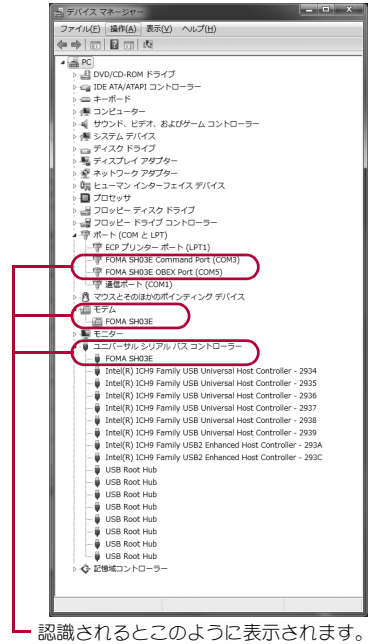 デバイス マネージャー
ファイル(F) 操作(A) 表示(V) ヘルプ(H)
PC
DVD/CD-ROM ドライブ
IDE ATA/ATAPI コントローラー
キーボード
コンピューター
サウンド、ビデオ、およびゲーム コントローラー
システム デバイス
ディスク ドライブ
ディスプレイ アダプター
ネットワーク アダプター
ヒューマン インターフェイス デバイス
プロセッサ
フロッピー ディスク ドライブ
フロッピー ドライブ コントローラー
ポート (COM と LPT)
ECP プリンター ポート (LPT1)
FOMA SH03E Command Port (COM3)
FOMA SH03E OBEX Port (COM5)
通信ポート (COM1)
マウスとそのほかのポインティング デバイス
モデム
FOMA SH03E
モニター
ユニバーサル シリアル バス コントローラー
FOMA SH03E
Intel(R) ICH9 Family USB Universal Host Controller - 2934
Intel(R) ICH9 Family USB Universal Host Controller - 2935
Intel(R) ICH9 Family USB Universal Host Controller - 2936
Intel(R) ICH9 Family USB Universal Host Controller - 2937
Intel(R) ICH9 Family USB Universal Host Controller - 2938
Intel(R) ICH9 Family USB Universal Host Controller - 2939
Intel(R) ICH9 Family USB2 Enhanced Host Controller - 293A
Intel(R) ICH9 Family USB2 Enhanced Host Controller - 293C
USB Root Hub
USB Root Hub
USB Root Hub
USB Root Hub
USB Root Hub
USB Root Hub
USB Root Hub
USB Root Hub
記憶域コントローラー
認識されるとこのように表示されます。